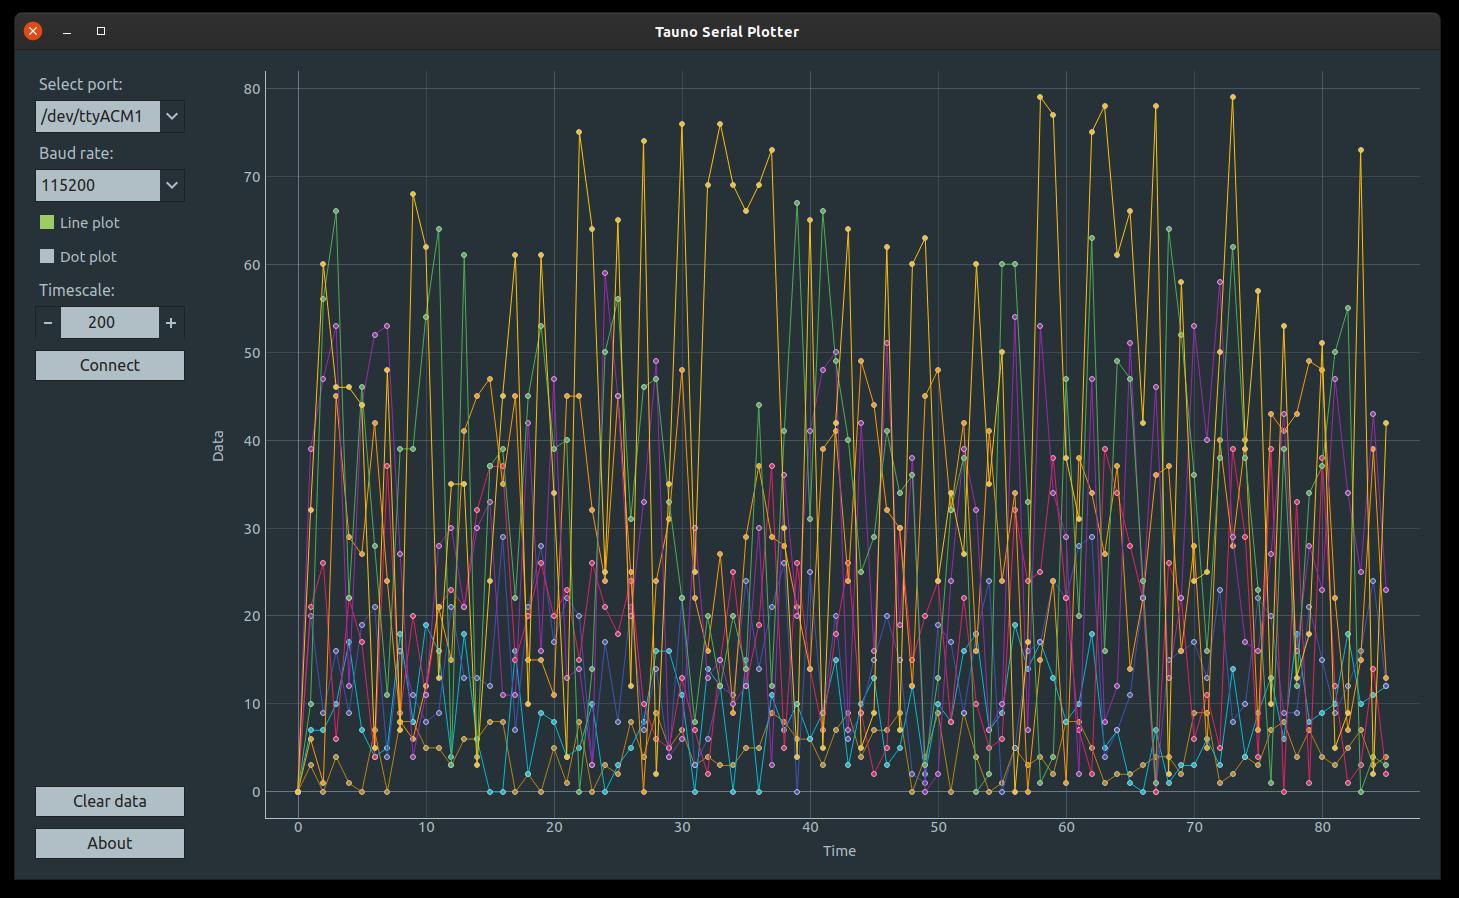 Tauno Serial Plotter
Select port:
/dev/ttyACM1
Baud rate:
115200
Line plot
Dot plot
Timescale:
− 200 +
Connect
Clear data
About
80
70
60
50
40
30
20
10
0
Data
0 10 20 30 40 50 60 70 80
Time